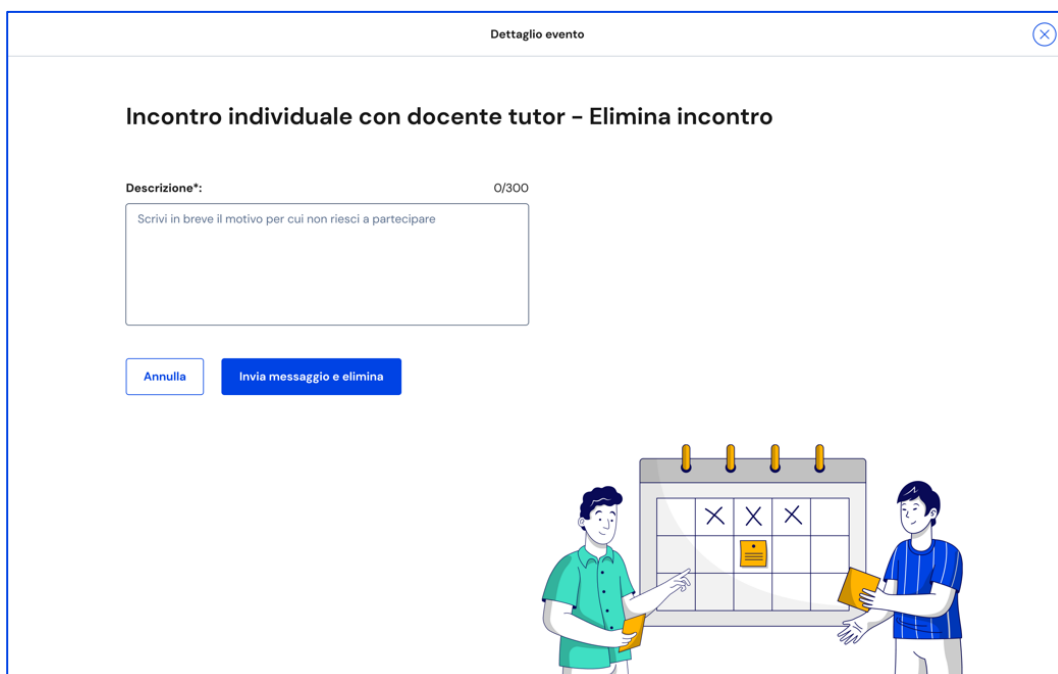 Dettaglio evento
Incontro individuale con docente tutor – Elimina incontro
Descrizione*: 0/300
Scrivi in breve il motivo per cui non riesci a partecipare
Annulla Invia messaggio e elimina